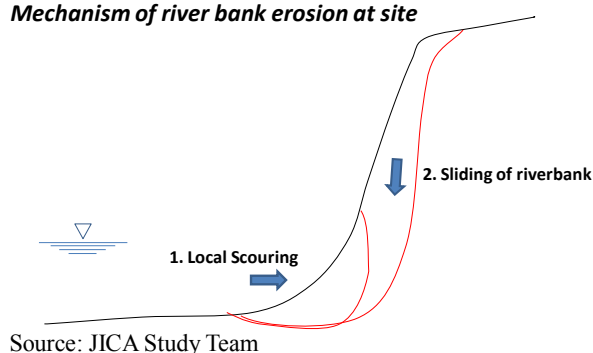 Mechanism of river bank erosion at site
2. Sliding of riverbank
1. Local Scouring
Source: JICA Study Team